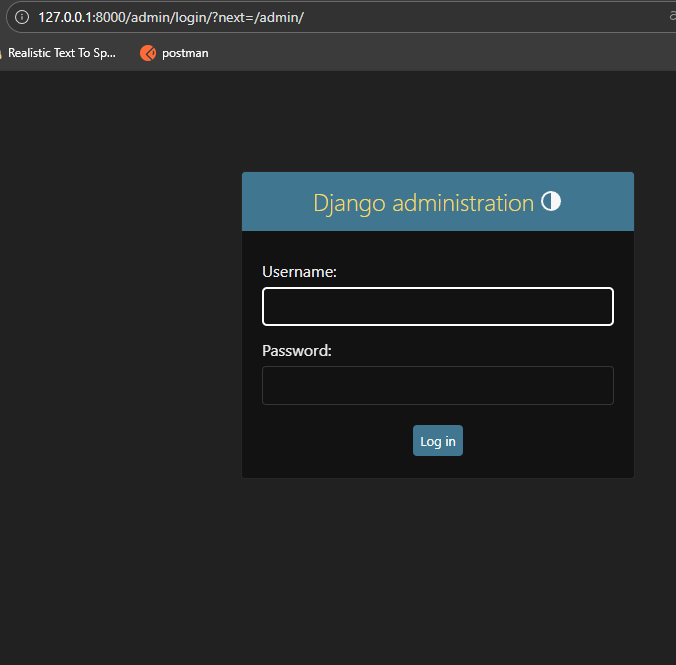 127.0.0.1:8000/admin/login/?next=/admin/
Realistic Text To Sp... postman
Django administration
Username:
Password:
Log in